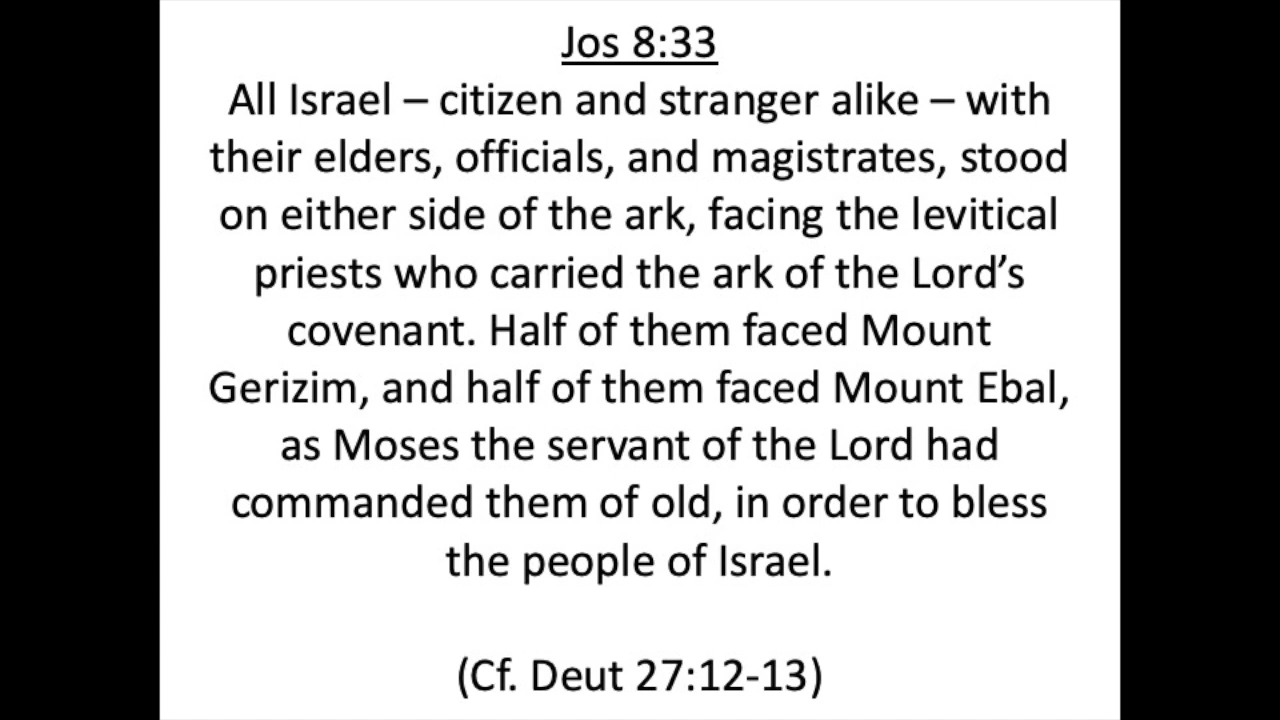 Jos 8:33
All Israel – citizen and stranger alike – with
their elders, officials, and magistrates, stood
on either side of the ark, facing the levitical
priests who carried the ark of the Lord’s
covenant. Half of them faced Mount
Gerizim, and half of them faced Mount Ebal,
as Moses the servant of the Lord had
commanded them of old, in order to bless
the people of Israel.
(Cf. Deut 27:12-13)